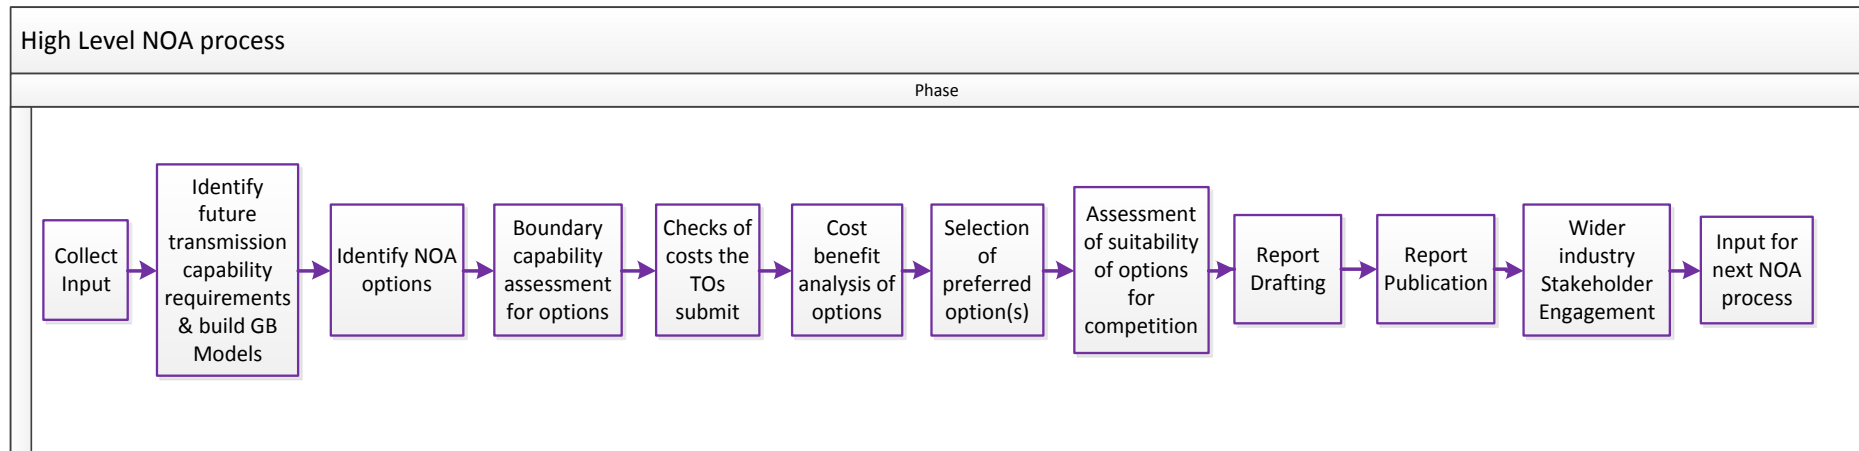 High Level NOA process
Phase
Collect
Input
Identify
future
transmission
capability
requirements
& build GB
Models
Identify NOA
options
Boundary
capability
assessment
for options
Checks of
costs the
TOs
submit
Cost
benefit
analysis of
options
Selection
of
preferred
option(s)
Assessment
of suitability
of options
for
competition
Report
Drafting
Report
Publication
Wider
industry
Stakeholder
Engagement
Input for
next NOA
process